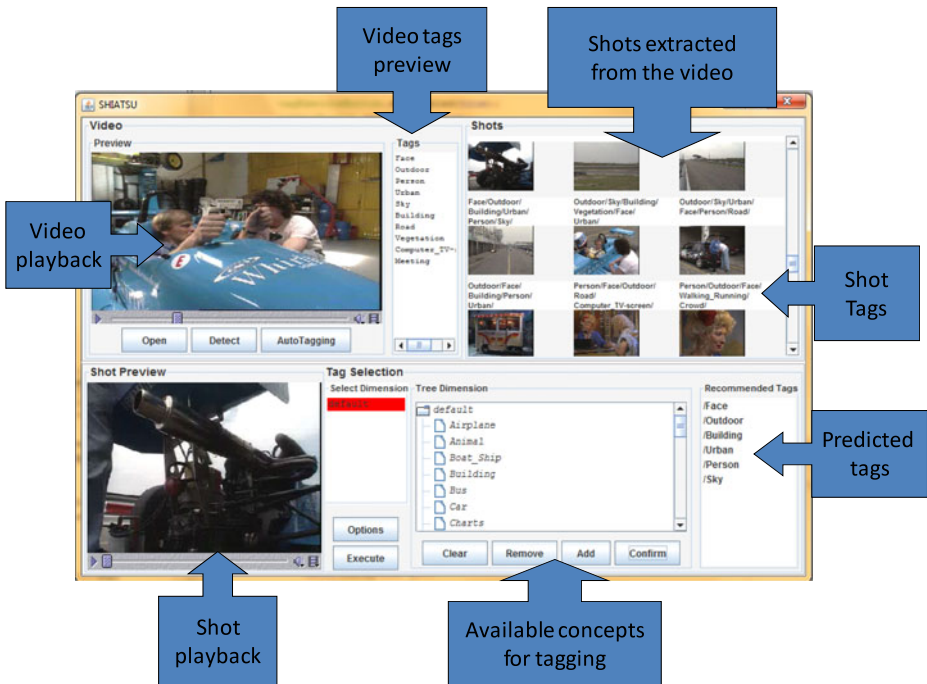 Video tags
preview
Shots extracted
from the video
SHIATSU
Video
Preview
Tags
Face
Outdoor
Person
Urban
Sky
Building
Road
Vegetation
Computer_TV-
Meeting
Shots
Face/Outdoor/
Building/Urban/
Person/Sky/
Outdoor/Sky/Building/
Vegetation/Face/
Urban/
Outdoor/Sky/Urban/
Face/Person/Road/
Outdoor/Face/
Building/Person/
Urban/
Person/Face/Outdoor/
Road/
Computer_TV-screen/
Person/Outdoor/Face/
Walking_Running/
Crowd/
Video
playback
E
Shot
Tags
Open
Detect
AutoTagging
Shot Preview
Tag Selection
Select Dimension
default
Tree Dimension
default
Airplane
Animal
Boat_Ship
Building
Bus
Car
Charts
Recommended Tags
/Face
/Outdoor
/Building
/Urban
/Person
/Sky
Predicted
tags
Options
Execute
Clear
Remove
Add
Confirm
Shot
playback
Available concepts
for tagging